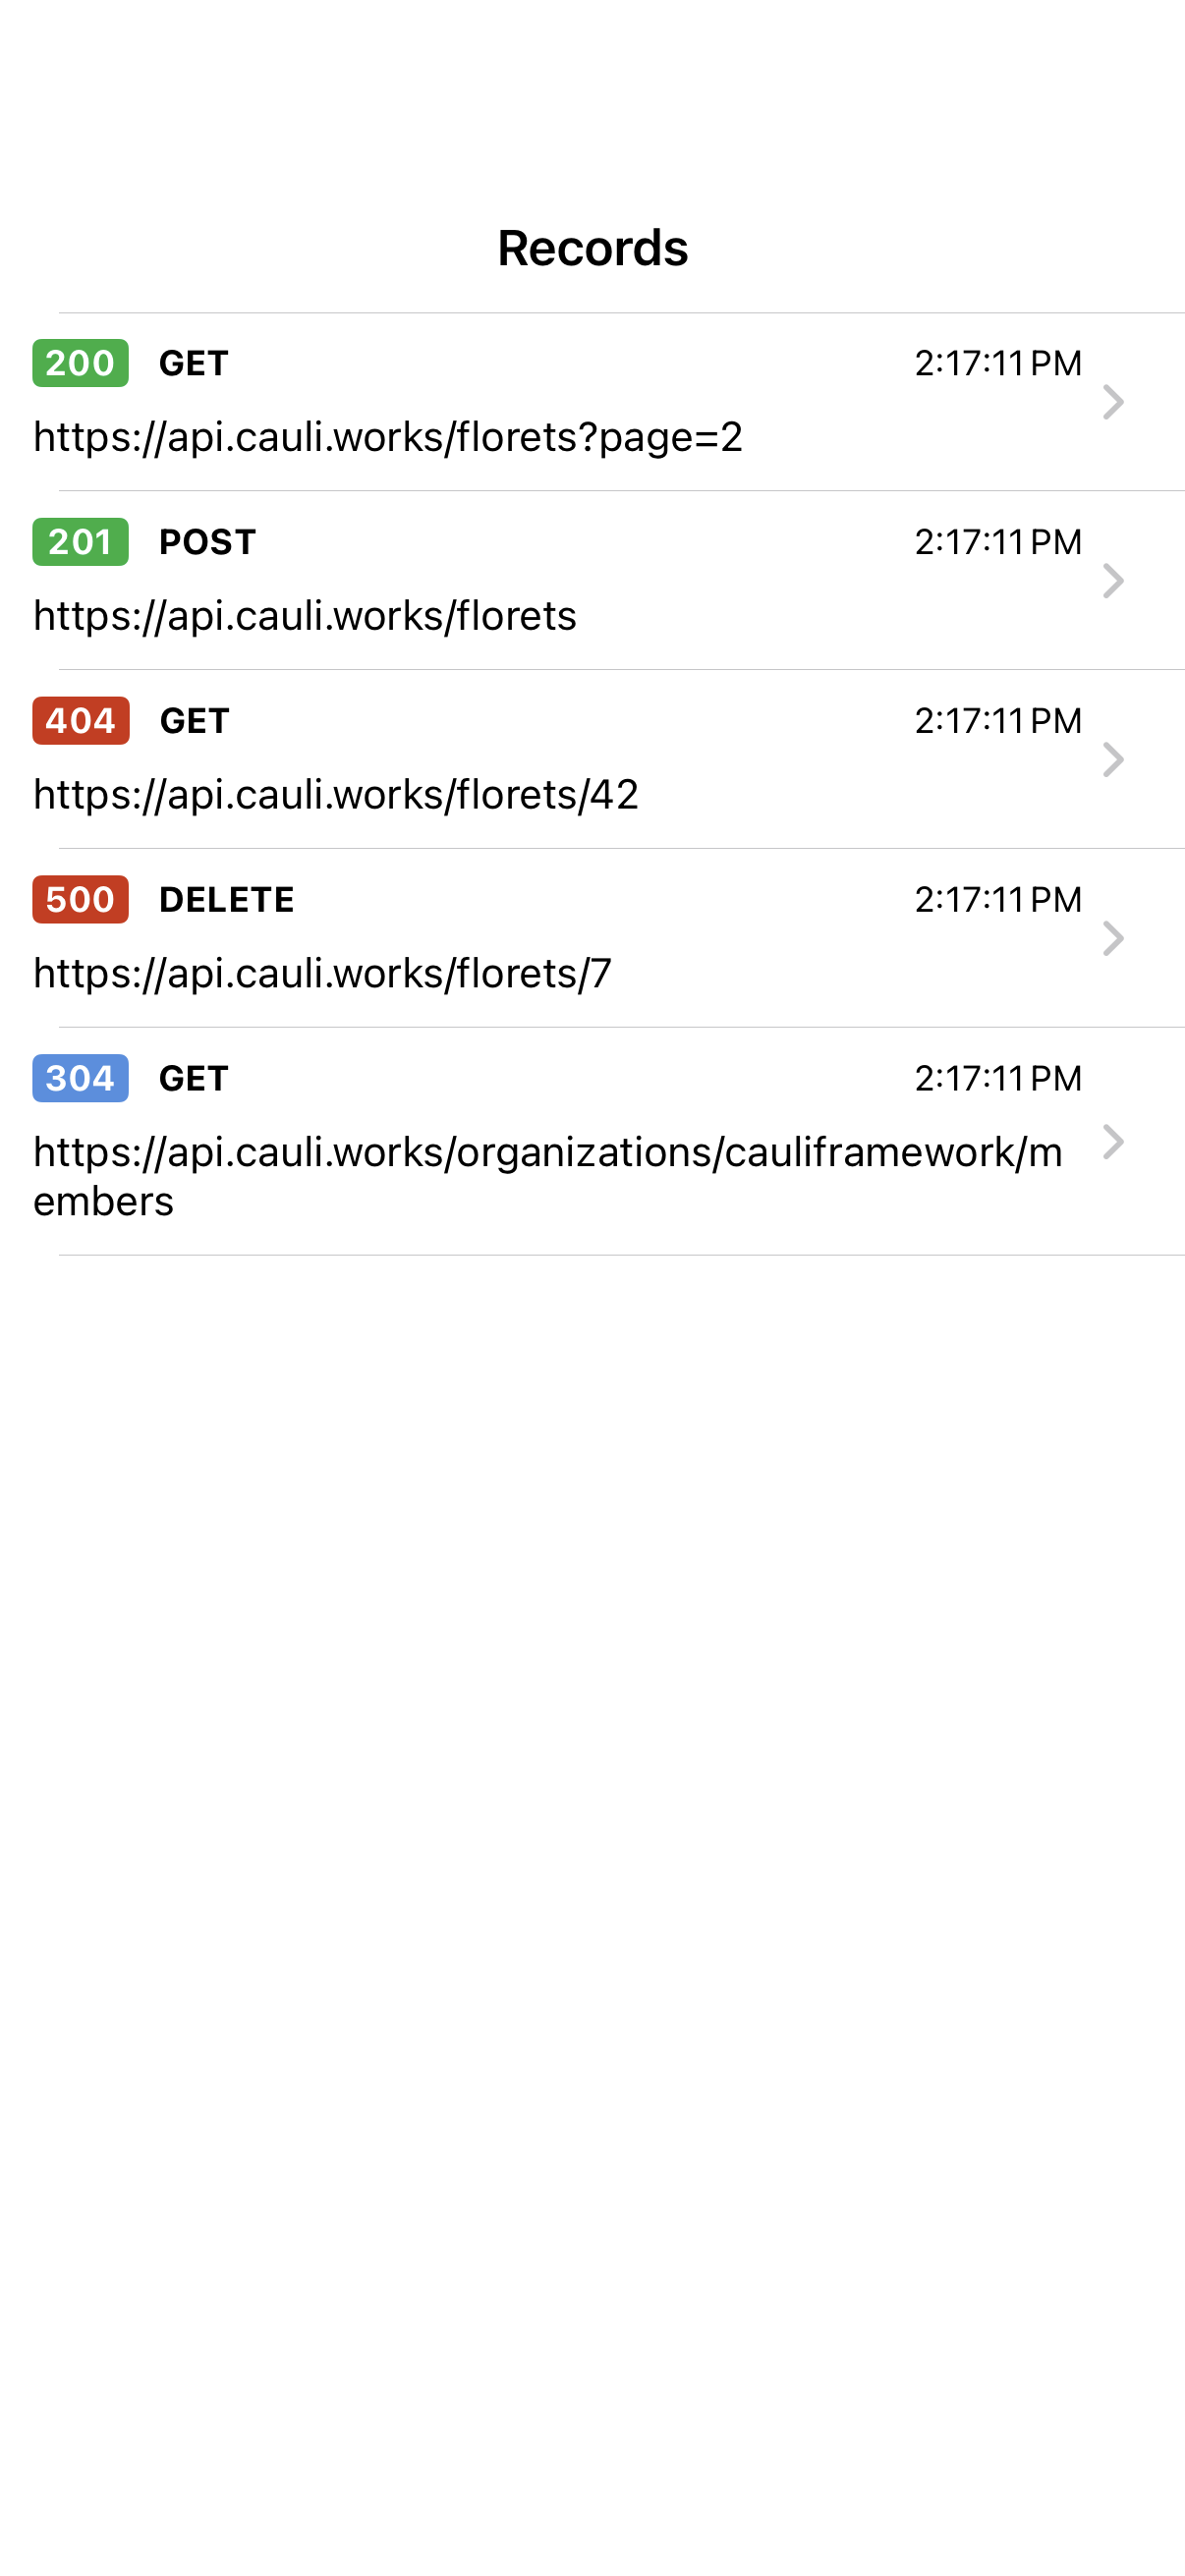 Records
200 GET 2:17:11 PM
https://api.cauli.works/florets?page=2
201 POST 2:17:11 PM
https://api.cauli.works/florets
404 GET 2:17:11 PM
https://api.cauli.works/florets/42
500 DELETE 2:17:11 PM
https://api.cauli.works/florets/7
304 GET 2:17:11 PM
https://api.cauli.works/organizations/cauliframework/m
embers